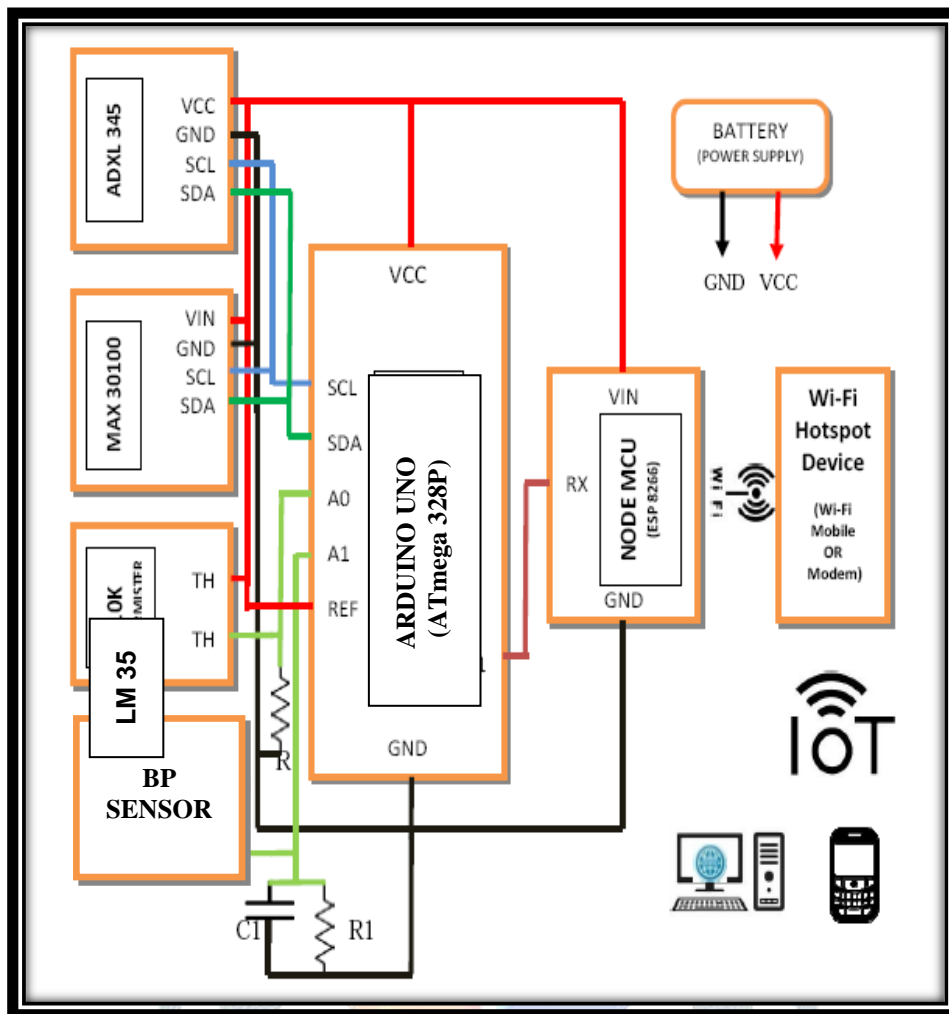 ADXL 345
VCC
GND
SCL
SDA
BATTERY
(POWER SUPPLY)
GND VCC
MAX 30100
VIN
GND
SCL
SDA
VCC
SCL
SDA
A0
A1
REF
GND
ARDUINO UNO
(ATmega 328P)
VIN
RX
NODE MCU
(ESP 8266)
GND
Wi Fi
Wi-Fi
Hotspot
Device
(Wi-Fi
Mobile
OR
Modem)
TH
TH
LM 35
R
BP
SENSOR
C1
R1
IoT